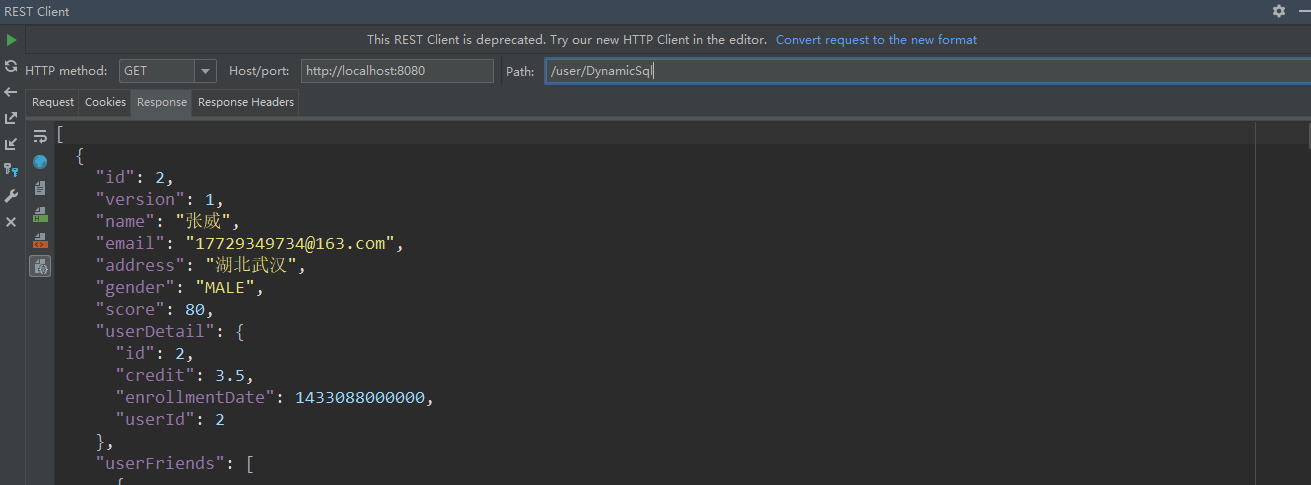 REST Client
This REST Client is deprecated. Try our new HTTP Client in the editor. Convert request to the new format
HTTP method: GET Host/port: http://localhost:8080 Path: /user/DynamicSql
Request Cookies Response Response Headers
[
{
"id": 2,
"version": 1,
"name": "张威",
"email": "17729349734@163.com",
"address": "湖北武汉",
"gender": "MALE",
"score": 80,
"userDetail": {
"id": 2,
"credit": 3.5,
"enrollmentDate": 1433088000000,
"userId": 2
},
"userFriends": [
{